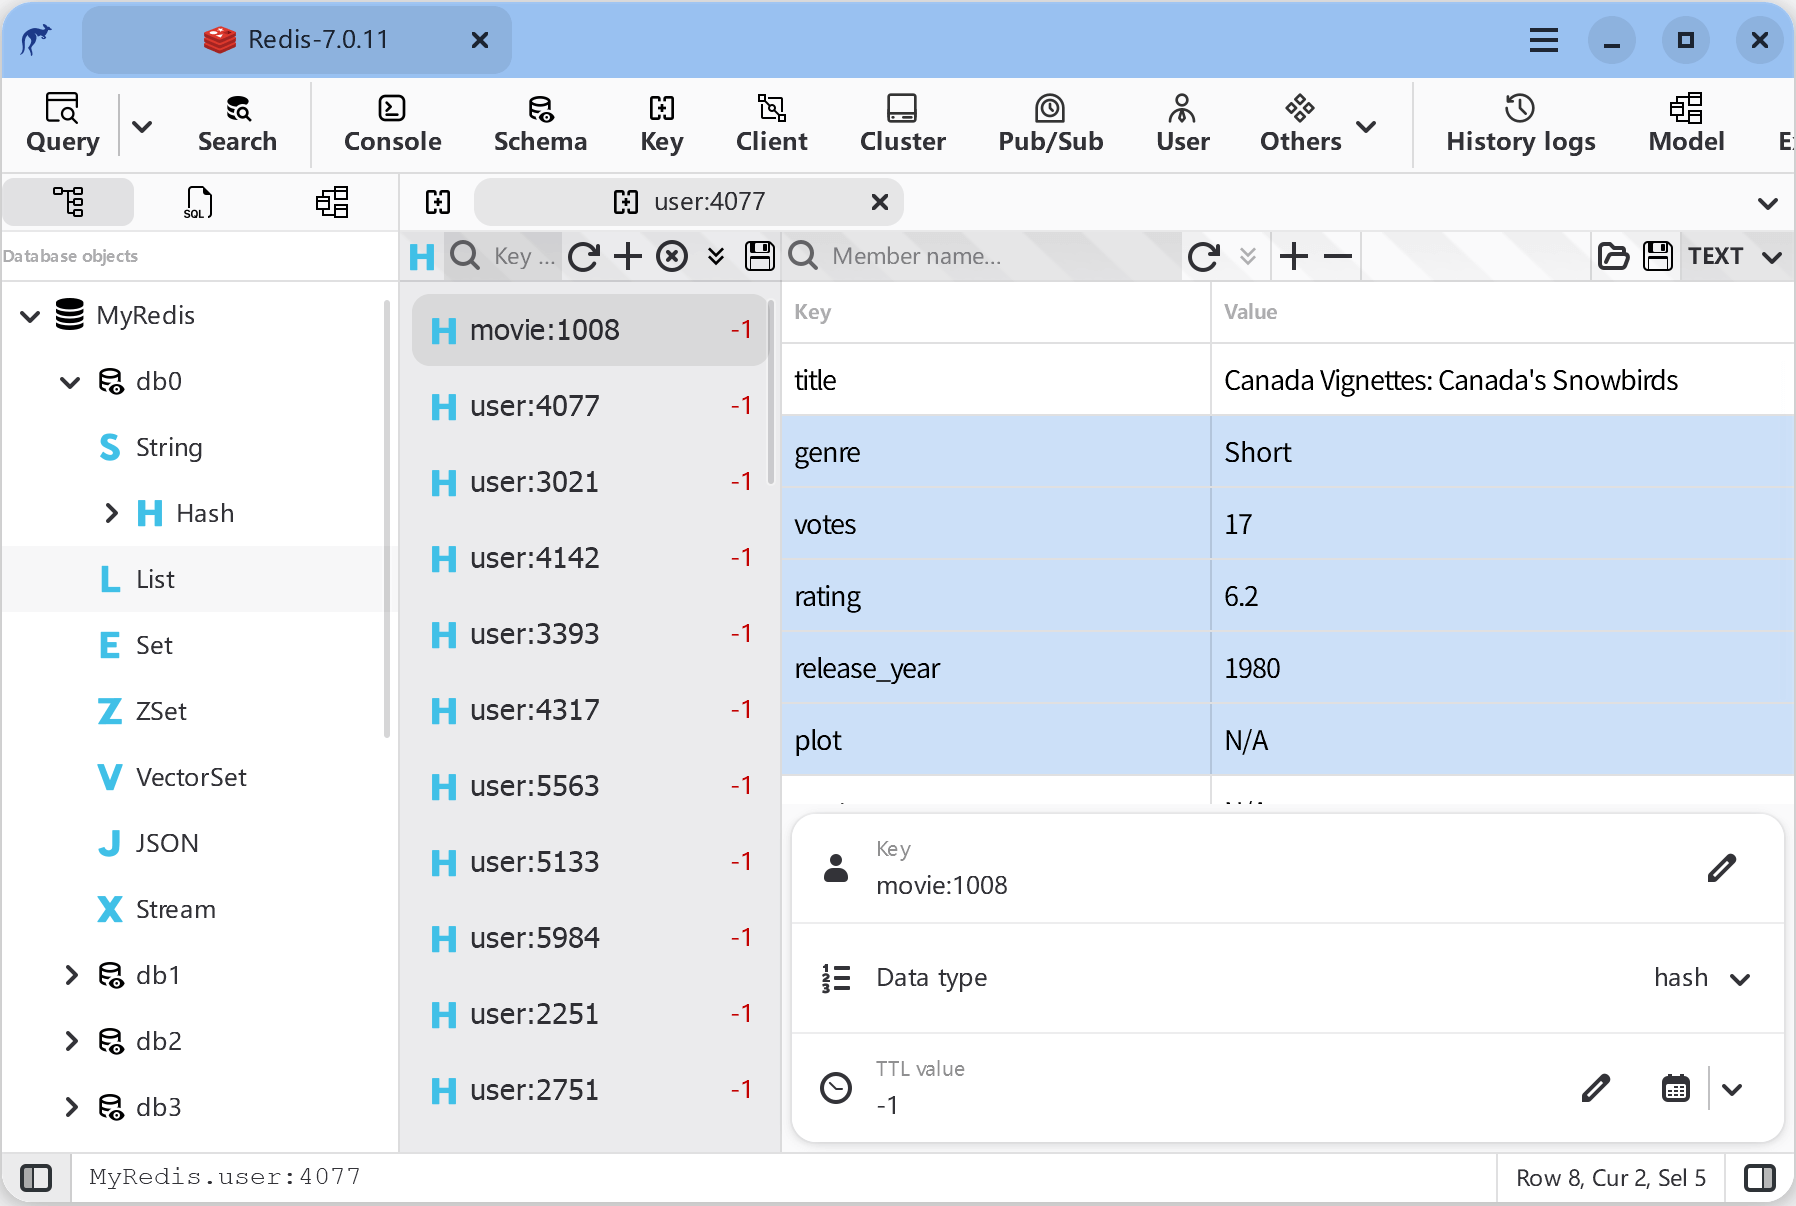 Redis-7.0.11
Query
Search
Console
Schema
Key
Client
Cluster
Pub/Sub
User
Others
History logs
Model
SQL
user:4077
Database objects
Key ...
Member name...
TEXT
MyRedis
db0
S String
H Hash
L List
E Set
Z ZSet
V VectorSet
J JSON
X Stream
db1
db2
db3
H
H movie:1008 -1
H user:4077 -1
H user:3021 -1
H user:4142 -1
H user:3393 -1
H user:4317 -1
H user:5563 -1
H user:5133 -1
H user:5984 -1
H user:2251 -1
H user:2751 -1
Key Value
title Canada Vignettes: Canada's Snowbirds
genre Short
votes 17
rating 6.2
release_year 1980
plot N/A
Key
movie:1008
Data type hash
TTL value
-1
MyRedis.user:4077
Row 8, Cur 2, Sel 5